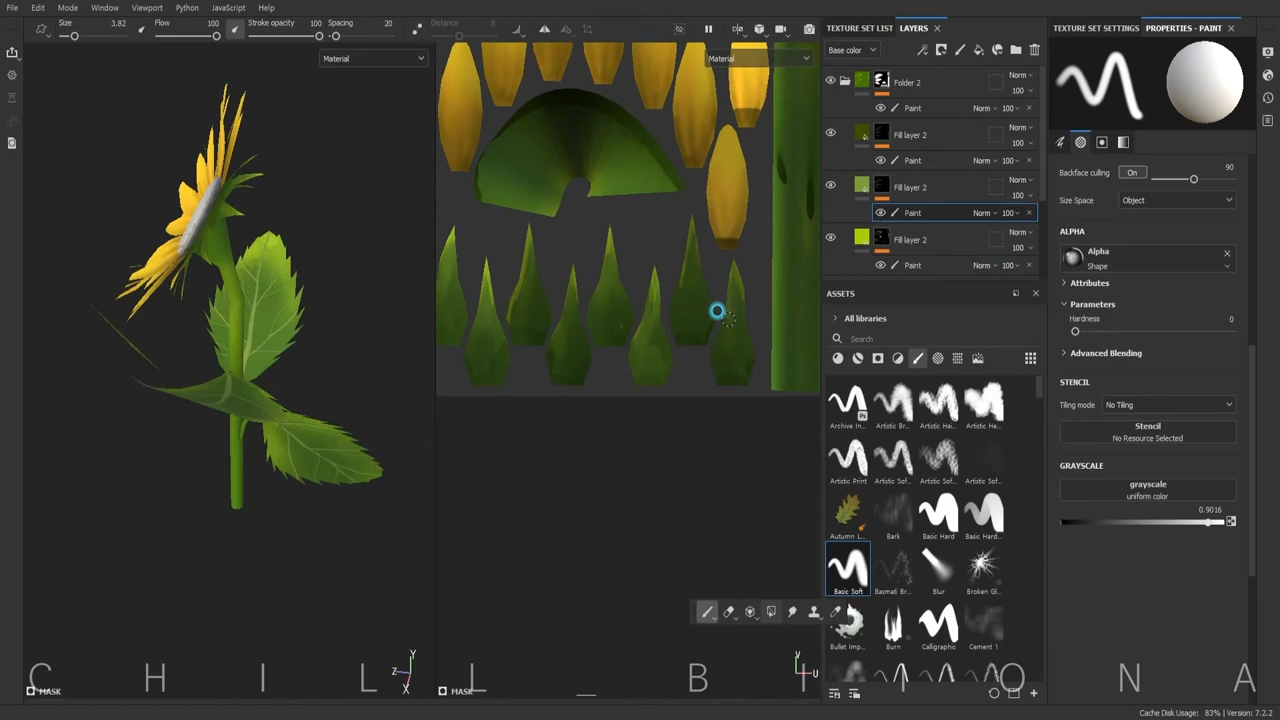 File Edit Mode Window Viewport Python JavaScript Help
Size 3.82 Flow 100 Stroke opacity 100 Spacing 20 Distance 8
Material
Material
TEXTURE SET LIST LAYERS ×
Base color
Folder 2 Norm 100
Paint Norm 100 ×
Fill layer 2 Norm 100
Paint Norm 100 ×
Fill layer 2 Norm 100
Paint Norm 100 ×
Fill layer 2 Norm 100
Paint Norm 100 ×
ASSETS
All libraries
Search
Archive In... Artistic Br... Artistic Hai... Artistic He...
Artistic Print Artistic Sof... Artistic Sof... Artistic Sof...
Autumn L... Bark Basic Hard Basic Hard...
Basic Soft Basmati Br... Blur Broken Gl...
Bullet Imp... Burn Calligraphic Cement 1
TEXTURE SET SETTINGS PROPERTIES - PAINT ×
Backface culling On 90
Size Space Object
ALPHA
Alpha
Shape
Attributes
Parameters
Hardness 0
Advanced Blending
STENCIL
Tiling mode No Tiling
Stencil
No Resource Selected
GRAYSCALE
grayscale
uniform color
0.9016
Y
Z
X
V
U
MASK
MASK
C H I L L _ B I I O N A
Cache Disk Usage: 83% | Version: 7.2.2